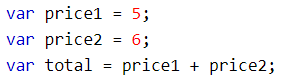 var price1 = 5;
var price2 = 6;
var total = price1 + price2;